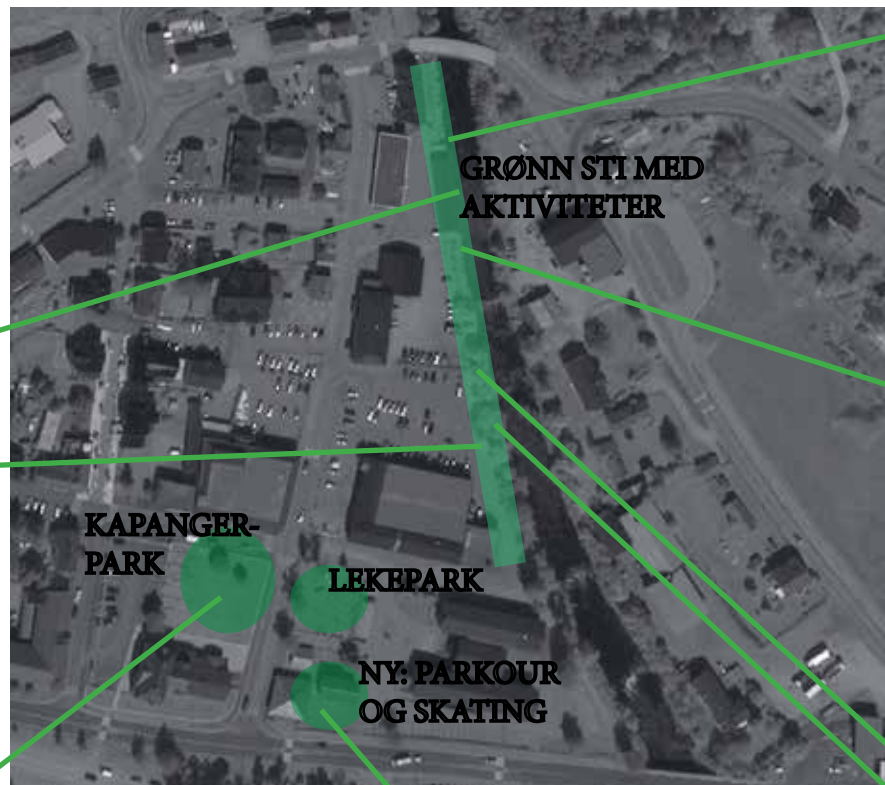 GRØNN STI MED
AKTIVITETER
KAPANGER-
PARK
LEKEPARK
NY: PARKOUR
OG SKATING